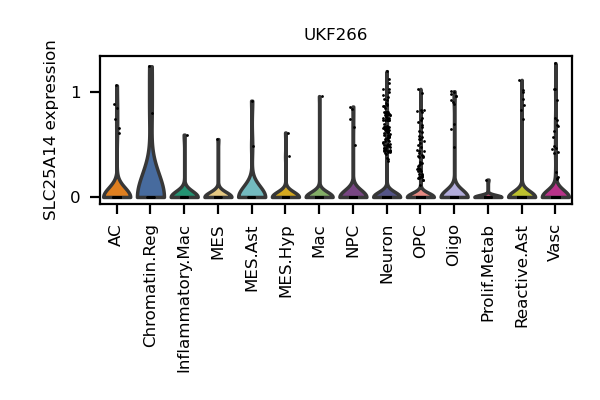 UKF266
SLC25A14 expression
1
0
AC
Chromatin.Reg
Inflammatory.Mac
MES
MES.Ast
MES.Hyp
Mac
NPC
Neuron
OPC
Oligo
Prolif.Metab
Reactive.Ast
Vasc